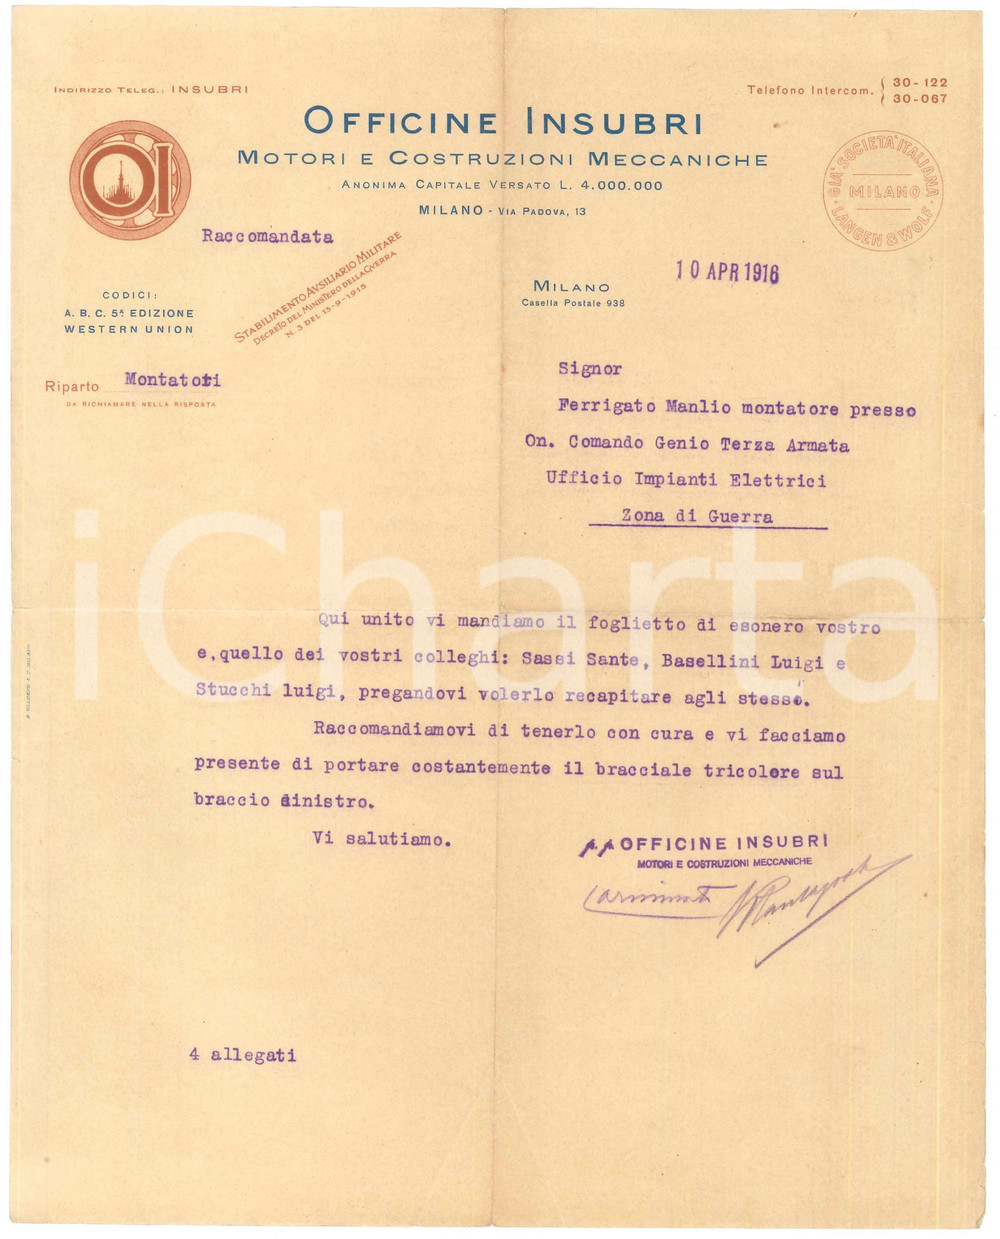 Indirizzo Teleg.: INSUBRI
Telefono Intercom. 30-122
30-067
OFFICINE INSUBRI
MOTORI E COSTRUZIONI MECCANICHE
ANONIMA CAPITALE VERSATO L. 4.000.000
MILANO - VIA PADOVA, 13
OI
GIÀ SOCIETÀ ITALIANA
MILANO
LANGEN & WOLF
Raccomandata
STABILIMENTO AVSILIARIO MILITARE
DECRETO DEL MINISTERO DELLA GVERRA
N. 3 DEL 13-9-1915
10 APR 1916
MILANO
Casella Postale 938
CODICI:
A. B. C. 5ª EDIZIONE
WESTERN UNION
Riparto Montatori
DA RICHIAMARE NELLA RISPOSTA
Signor
Ferrigato Manlio montatore presso
On. Comando Genio Terza Armata
Ufficio Impianti Elettrici
Zona di Guerra
iCharta
Qui unito vi mandiamo il foglietto di esonero vostro
e,quello dei vostri colleghi: Sassi Sante, Basellini Luigi e
Stucchi luigi, pregandovi volerlo recapitare agli stessi.
Raccomandiamovi di tenerlo con cura e vi facciamo
presente di portare costantemente il bracciale tricolore sul
braccio sinistro.
Vi salutiamo.
p.p. OFFICINE INSUBRI
MOTORI E COSTRUZIONI MECCANICHE
4 allegati